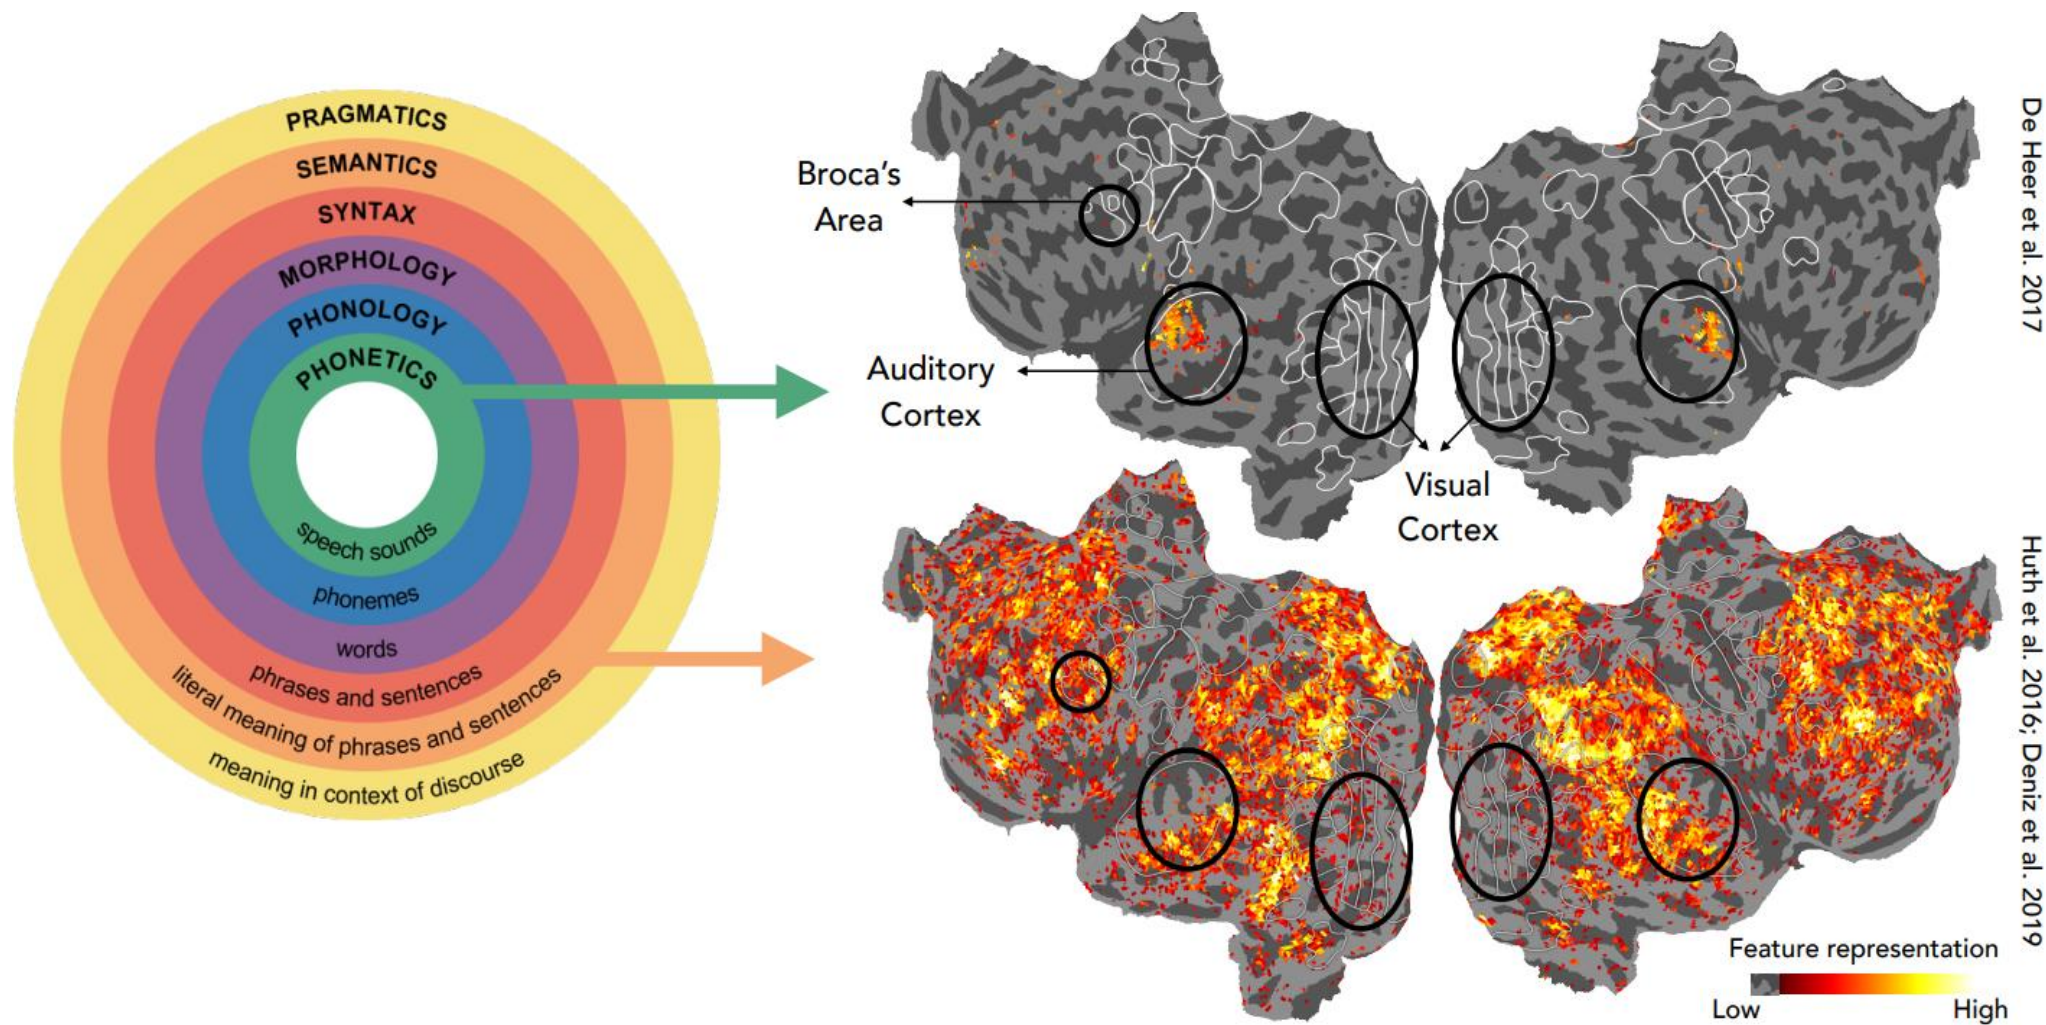 PRAGMATICS
SEMANTICS
SYNTAX
MORPHOLOGY
PHONOLOGY
PHONETICS
speech sounds
phonemes
words
phrases and sentences
literal meaning of phrases and sentences
meaning in context of discourse
Broca's
Area
Auditory
Cortex
Visual
Cortex
De Heer et al. 2017
Huth et al. 2016; Deniz et al. 2019
Feature representation
Low
High